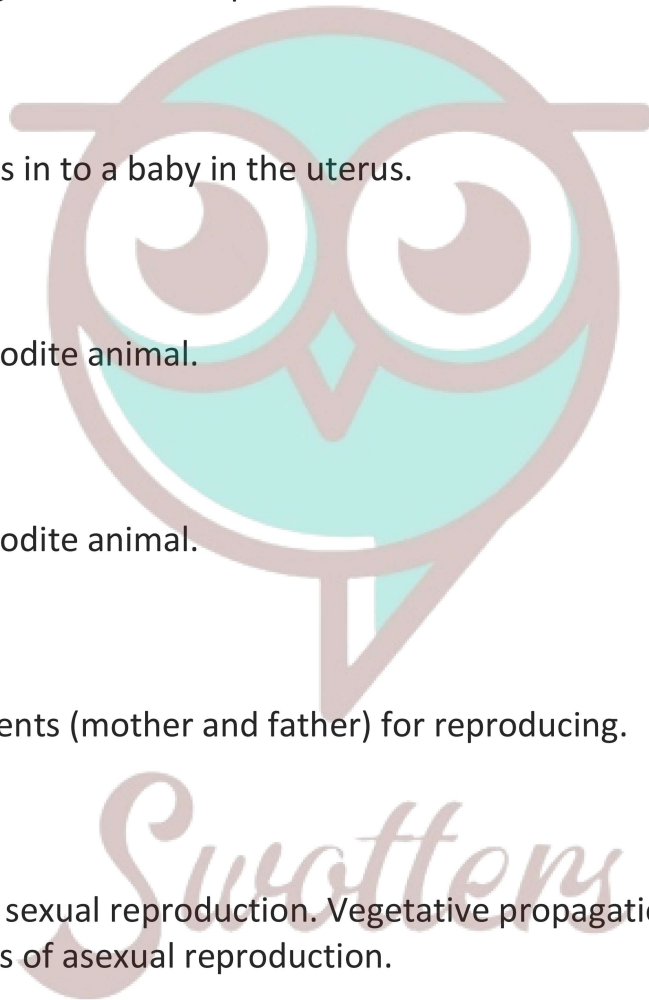 s in to a baby in the uterus.
odite animal.
odite animal.
ents (mother and father) for reproducing.
Swotters
sexual reproduction. Vegetative propagati
s of asexual reproduction.